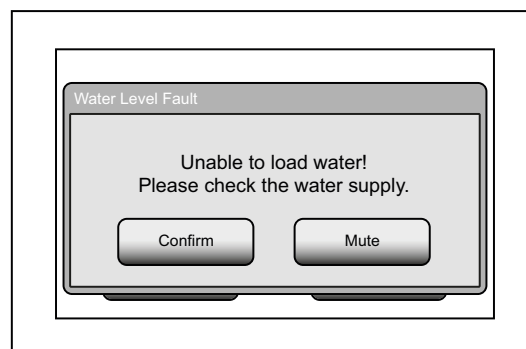 Water Level Fault
Unable to load water!
Please check the water supply.
Confirm
Mute